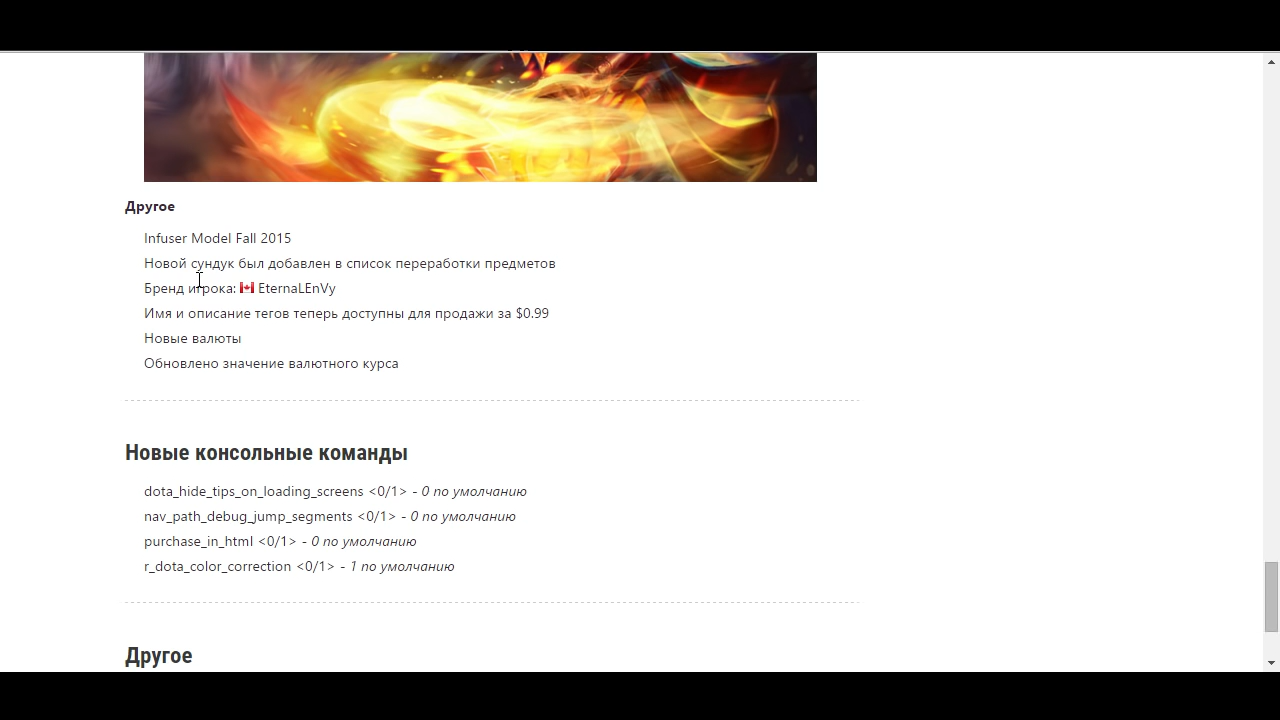 Другое
Infuser Model Fall 2015
Новой сундук был добавлен в список переработки предметов
Бренд игрока: EternaLEnVy
Имя и описание тегов теперь доступны для продажи за $0.99
Новые валюты
Обновлено значение валютного курса
Новые консольные команды
dota_hide_tips_on_loading_screens <0/1> - 0 по умолчанию
nav_path_debug_jump_segments <0/1> - 0 по умолчанию
purchase_in_html <0/1> - 0 по умолчанию
r_dota_color_correction <0/1> - 1 по умолчанию
Другое